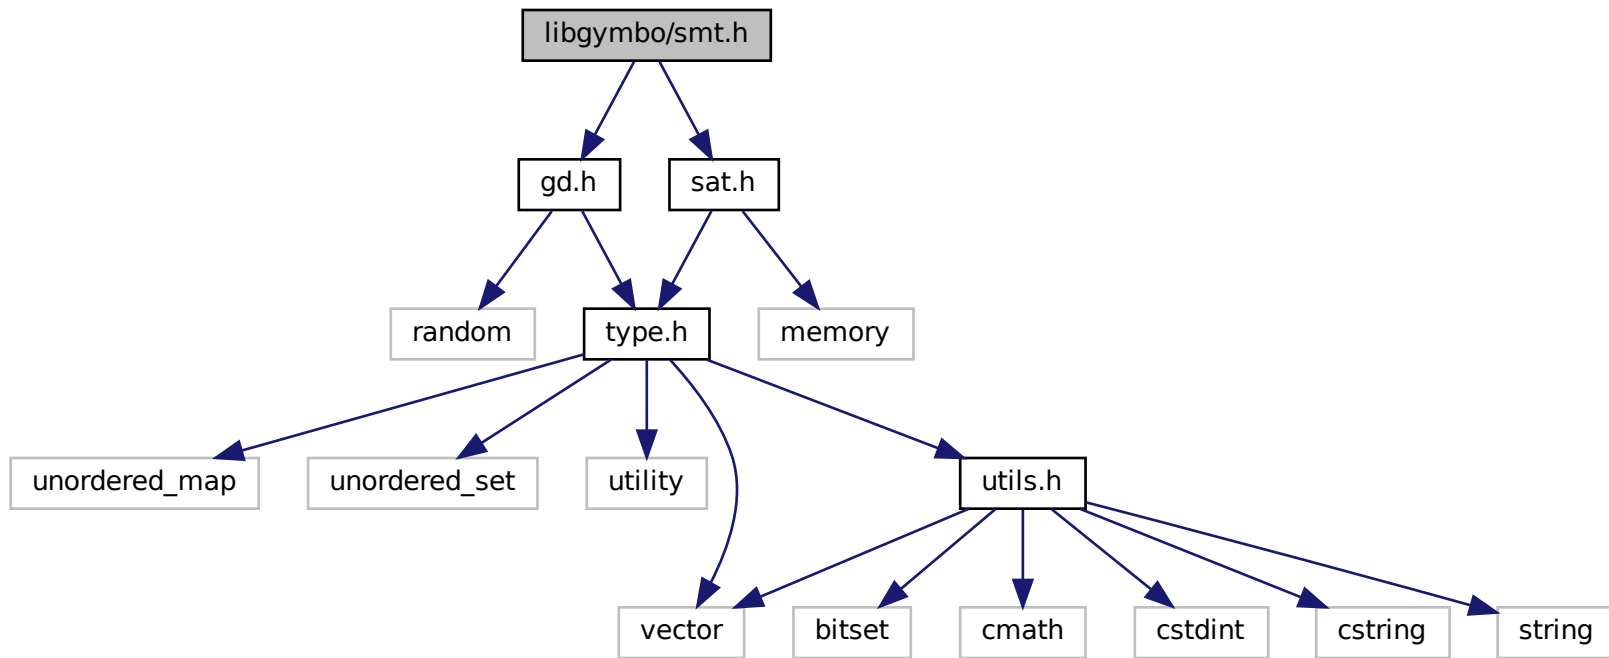 libgymbo/smt.h
gd.h
sat.h
random
type.h
memory
unordered_map
unordered_set
utility
utils.h
vector
bitset
cmath
cstdint
cstring
string